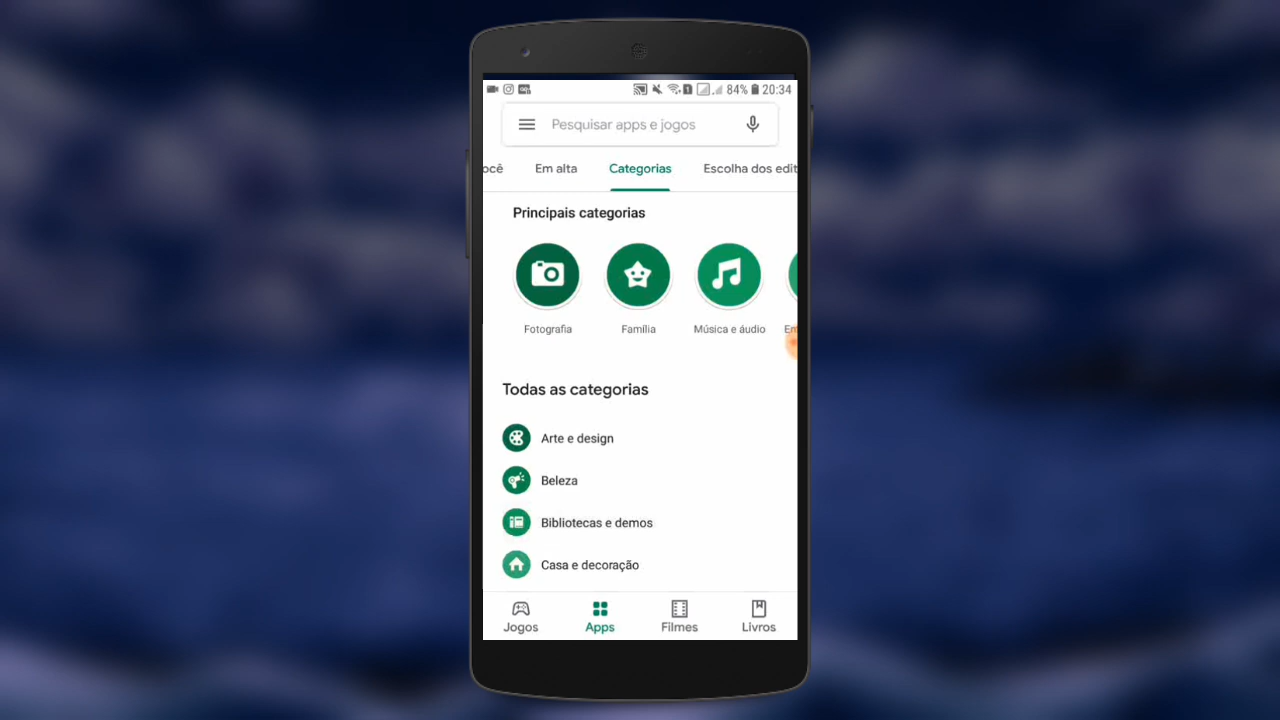 84% 20:34
Pesquisar apps e jogos
ocê Em alta Categorias Escolha dos edit
Principais categorias
Fotografia Família Música e áudio En
Todas as categorias
Arte e design
Beleza
Bibliotecas e demos
Casa e decoração
Jogos Apps Filmes Livros